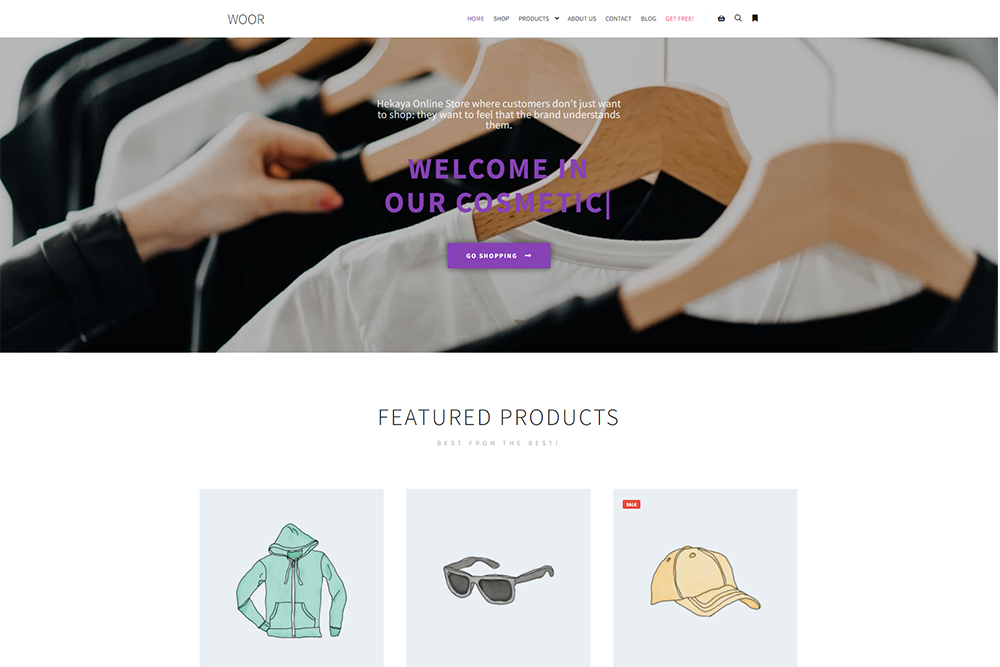 WOOR
HOME SHOP PRODUCTS ABOUT US CONTACT BLOG GET FREE!
Hekaya Online Store where customers don't just want
to shop: they want to feel that the brand understands
them.
WELCOME IN
OUR COSMETIC|
GO SHOPPING
FEATURED PRODUCTS
BEST FROM THE BEST!
SALE